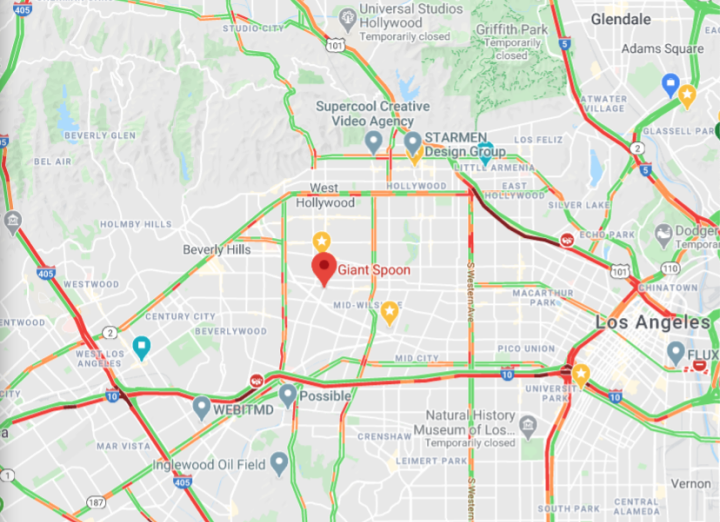 405
Universal Studios
Hollywood
Temporarily closed
STUDIO CITY
101
Griffith Park
Temporarily
closed
Glendale
5
Adams Square
ATWATER
VILLAGE
Supercool Creative
Video Agency
STARMEN
Design Group
LOS FELIZ
GLASSELL PAR
2
BEVERLY GLEN
BEL AIR
LITTLE ARMENIA
5
West
Hollywood
HOLLYWOOD
EAST
HOLLYWOOD
SILVER LAKE
HOLMBY HILLS
Beverly Hills
ECHO PARK
Dodger
Tempora
405
Giant Spoon
101
110
WESTWOOD
CHINATOWN
S Western Ave
MACARTHUR
PARK
ENTWOOD
CENTURY CITY
MID-WILSHIRE
Los Angeles
2
BEVERLYWOOD
WEST LOS
ANGELES
MID CITY
PICO UNION
FLUX
10
UNIVERSITY
PARK
10
10
Possible
WEBITMD
a
Natural History
Museum of Los...
Temporarily closed
MAR VISTA
CRENSHAW
LEIMERT PARK
Inglewood Oil Field
1
405
S Western
Vernon
187
SOUTH PARK
CENTRAL
ALAMEDA